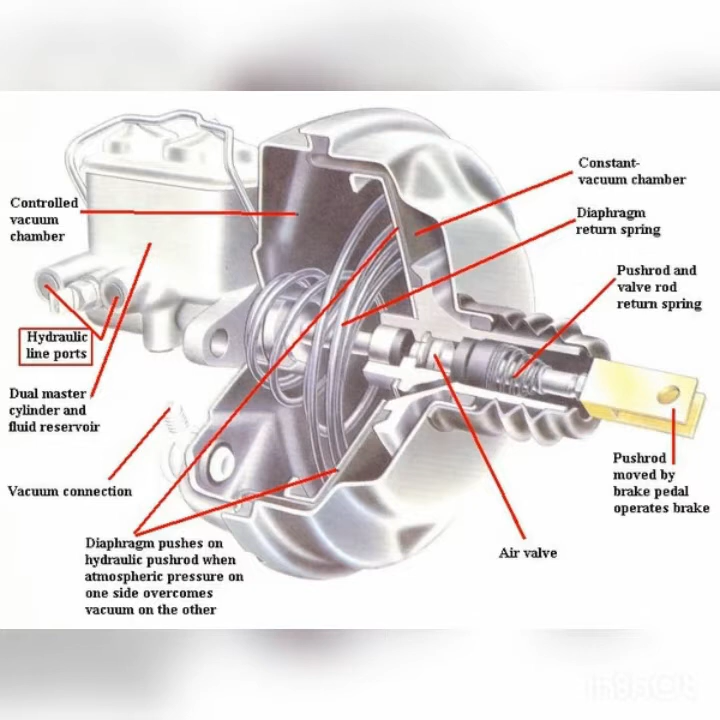 Constant-
vacuum chamber
Controlled
vacuum
chamber
Diaphragm
return spring
Pushrod and
valve rod
return spring
Hydraulic
line ports
Dual master
cylinder and
fluid reservoir
Pushrod
moved by
brake pedal
operates brake
Vacuum connection
Diaphragm pushes on
hydraulic pushrod when
atmospheric pressure on
one side overcomes
vacuum on the other
Air valve